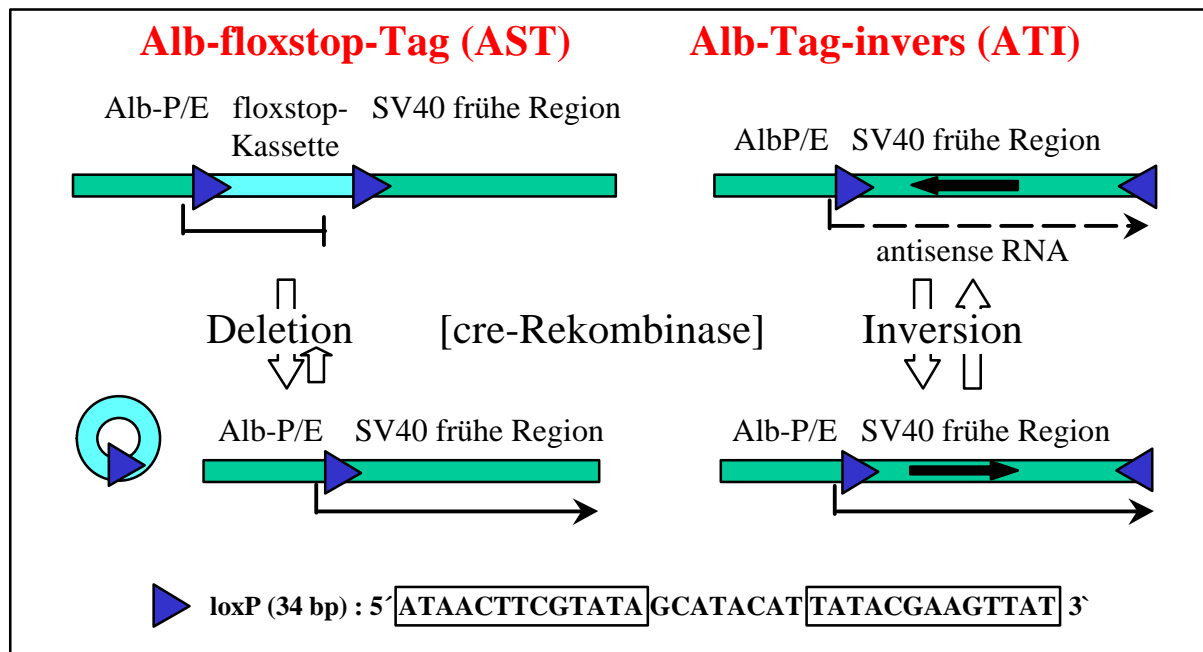 Alb-floxstop-Tag (AST)
Alb-P/E floxstop- SV40 frühe Region
Kassette
Alb-Tag-invers (ATI)
AlbP/E SV40 frühe Region
antisense RNA
Deletion [cre-Rekombinase] Inversion
Alb-P/E SV40 frühe Region
Alb-P/E SV40 frühe Region
loxP (34 bp) : 5´ ATAACTTCGTATA GCATACAT TATACGAAGTTAT 3`